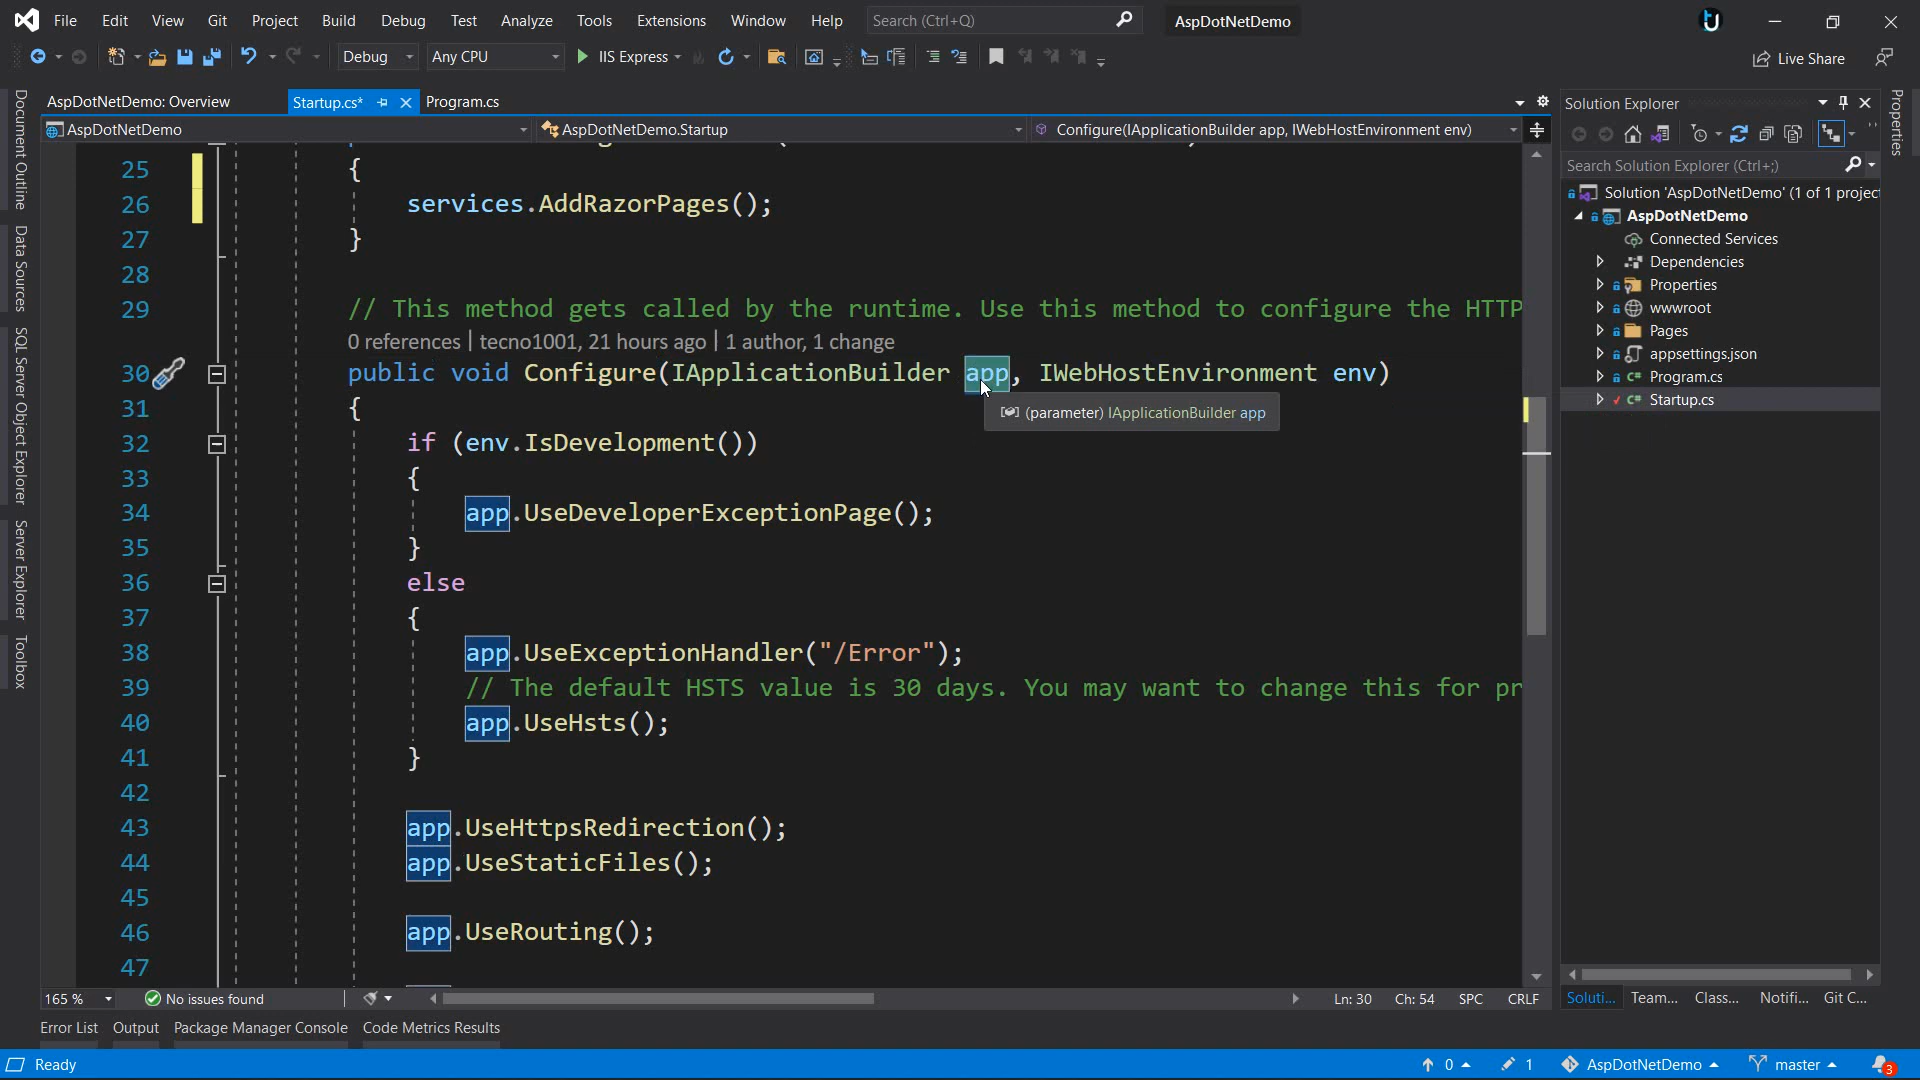 File Edit View Git Project Build Debug Test Analyze Tools Extensions Window Help Search (Ctrl+Q) AspDotNetDemo
Debug Any CPU IIS Express Live Share
AspDotNetDemo: Overview Startup.cs* Program.cs
AspDotNetDemo AspDotNetDemo.Startup Configure(IApplicationBuilder app, IWebHostEnvironment env)
Document Outline
Data Sources
SQL Server Object Explorer
Server Explorer
Toolbox
25 {
26 services.AddRazorPages();
27 }
28
29 // This method gets called by the runtime. Use this method to configure the HTTP
0 references | tecno1001, 21 hours ago | 1 author, 1 change
30 public void Configure(IApplicationBuilder app, IWebHostEnvironment env)
31 {
(parameter) IApplicationBuilder app
32 if (env.IsDevelopment())
33 {
34 app.UseDeveloperExceptionPage();
35 }
36 else
37 {
38 app.UseExceptionHandler("/Error");
39 // The default HSTS value is 30 days. You may want to change this for pr
40 app.UseHsts();
41 }
42
43 app.UseHttpsRedirection();
44 app.UseStaticFiles();
45
46 app.UseRouting();
47
165 % No issues found Ln: 30 Ch: 54 SPC CRLF
Error List Output Package Manager Console Code Metrics Results
Solution Explorer
Search Solution Explorer (Ctrl+;)
Solution 'AspDotNetDemo' (1 of 1 project
AspDotNetDemo
Connected Services
Dependencies
Properties
wwwroot
Pages
appsettings.json
Program.cs
Startup.cs
Soluti... Team... Class... Notifi... Git C...
Properties
Ready 0 1 AspDotNetDemo master 3